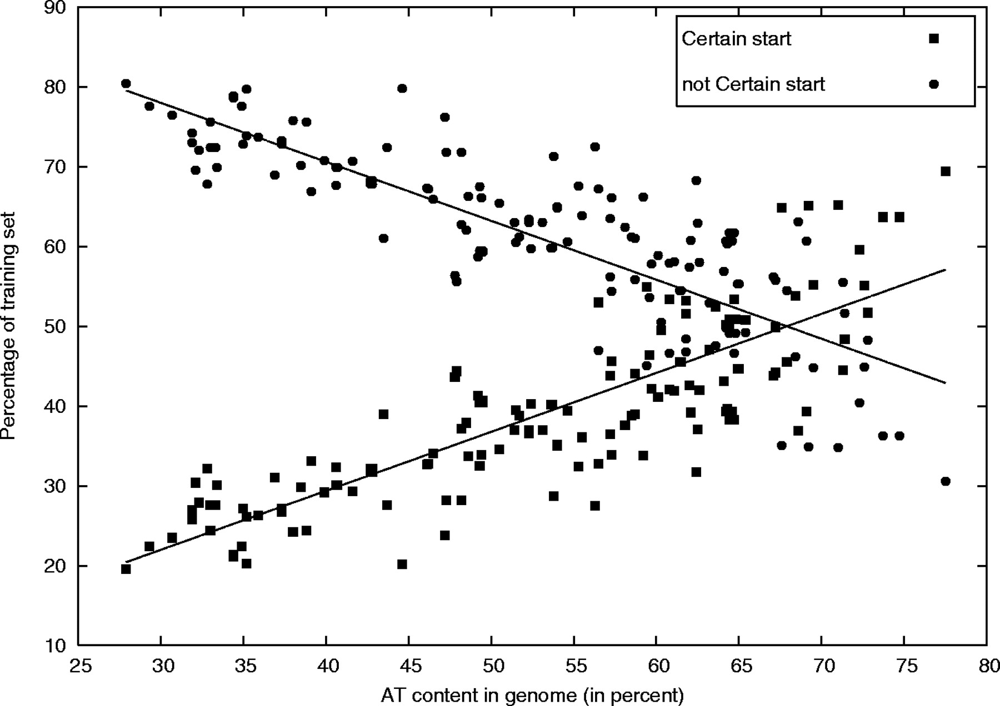 90
80
70
60
50
40
30
20
10
25 30 35 40 45 50 55 60 65 70 75 80
Percentage of training set
AT content in genome (in percent)
Certain start
not Certain start